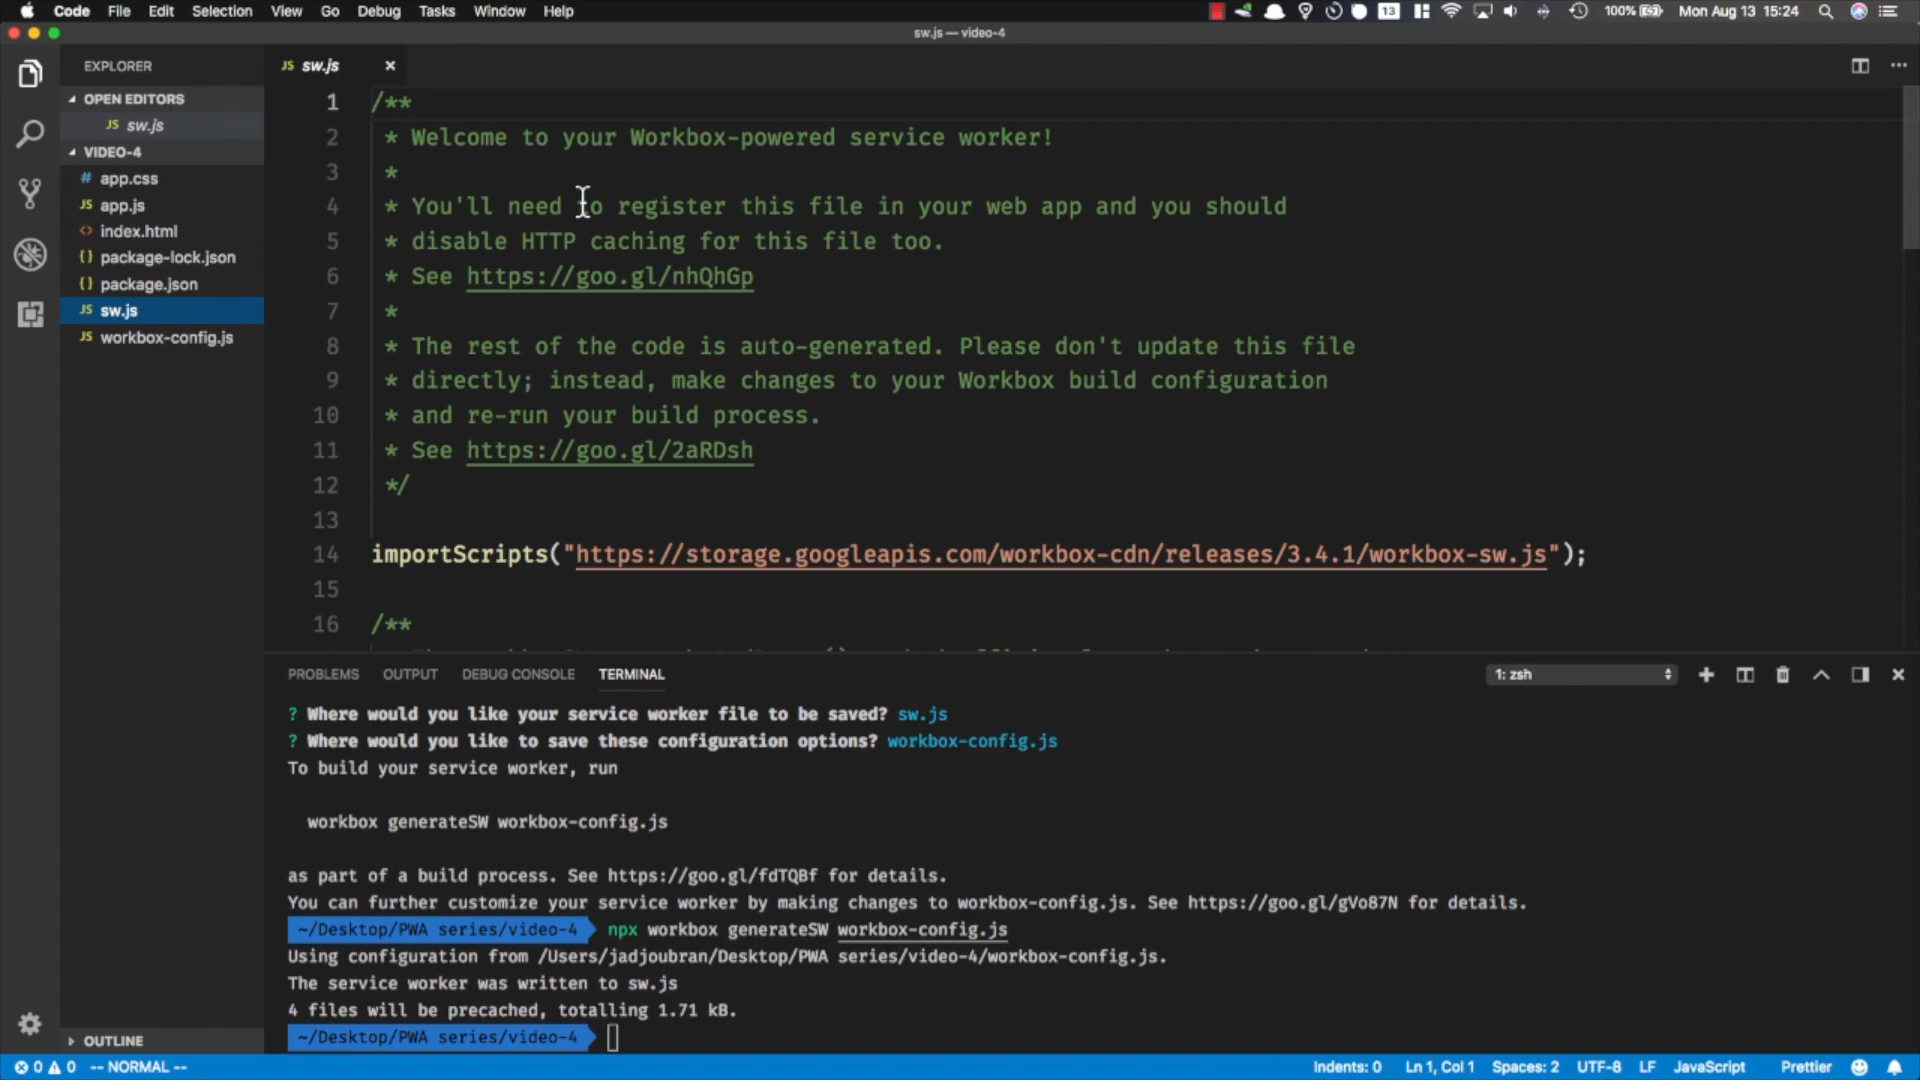 Code File Edit Selection View Go Debug Tasks Window Help
13 100% Mon Aug 13 15:24
sw.js — video-4
EXPLORER
OPEN EDITORS
JS sw.js
VIDEO-4
# app.css
JS app.js
<> index.html
{} package-lock.json
{} package.json
JS sw.js
JS workbox-config.js
OUTLINE
JS sw.js ×
1 /**
2 * Welcome to your Workbox-powered service worker!
3 *
4 * You'll need to register this file in your web app and you should
5 * disable HTTP caching for this file too.
6 * See https://goo.gl/nhQhGp
7 *
8 * The rest of the code is auto-generated. Please don't update this file
9 * directly; instead, make changes to your Workbox build configuration
10 * and re-run your build process.
11 * See https://goo.gl/2aRDsh
12 */
13
14 importScripts("https://storage.googleapis.com/workbox-cdn/releases/3.4.1/workbox-sw.js");
15
16 /**
PROBLEMS OUTPUT DEBUG CONSOLE TERMINAL 1: zsh
? Where would you like your service worker file to be saved? sw.js
? Where would you like to save these configuration options? workbox-config.js
To build your service worker, run
workbox generateSW workbox-config.js
as part of a build process. See https://goo.gl/fdTQBf for details.
You can further customize your service worker by making changes to workbox-config.js. See https://goo.gl/gVo87N for details.
~/Desktop/PWA series/video-4 npx workbox generateSW workbox-config.js
Using configuration from /Users/jadjoubran/Desktop/PWA series/video-4/workbox-config.js.
The service worker was written to sw.js
4 files will be precached, totalling 1.71 kB.
~/Desktop/PWA series/video-4
0 0 -- NORMAL -- Indents: 0 Ln 1, Col 1 Spaces: 2 UTF-8 LF JavaScript Prettier